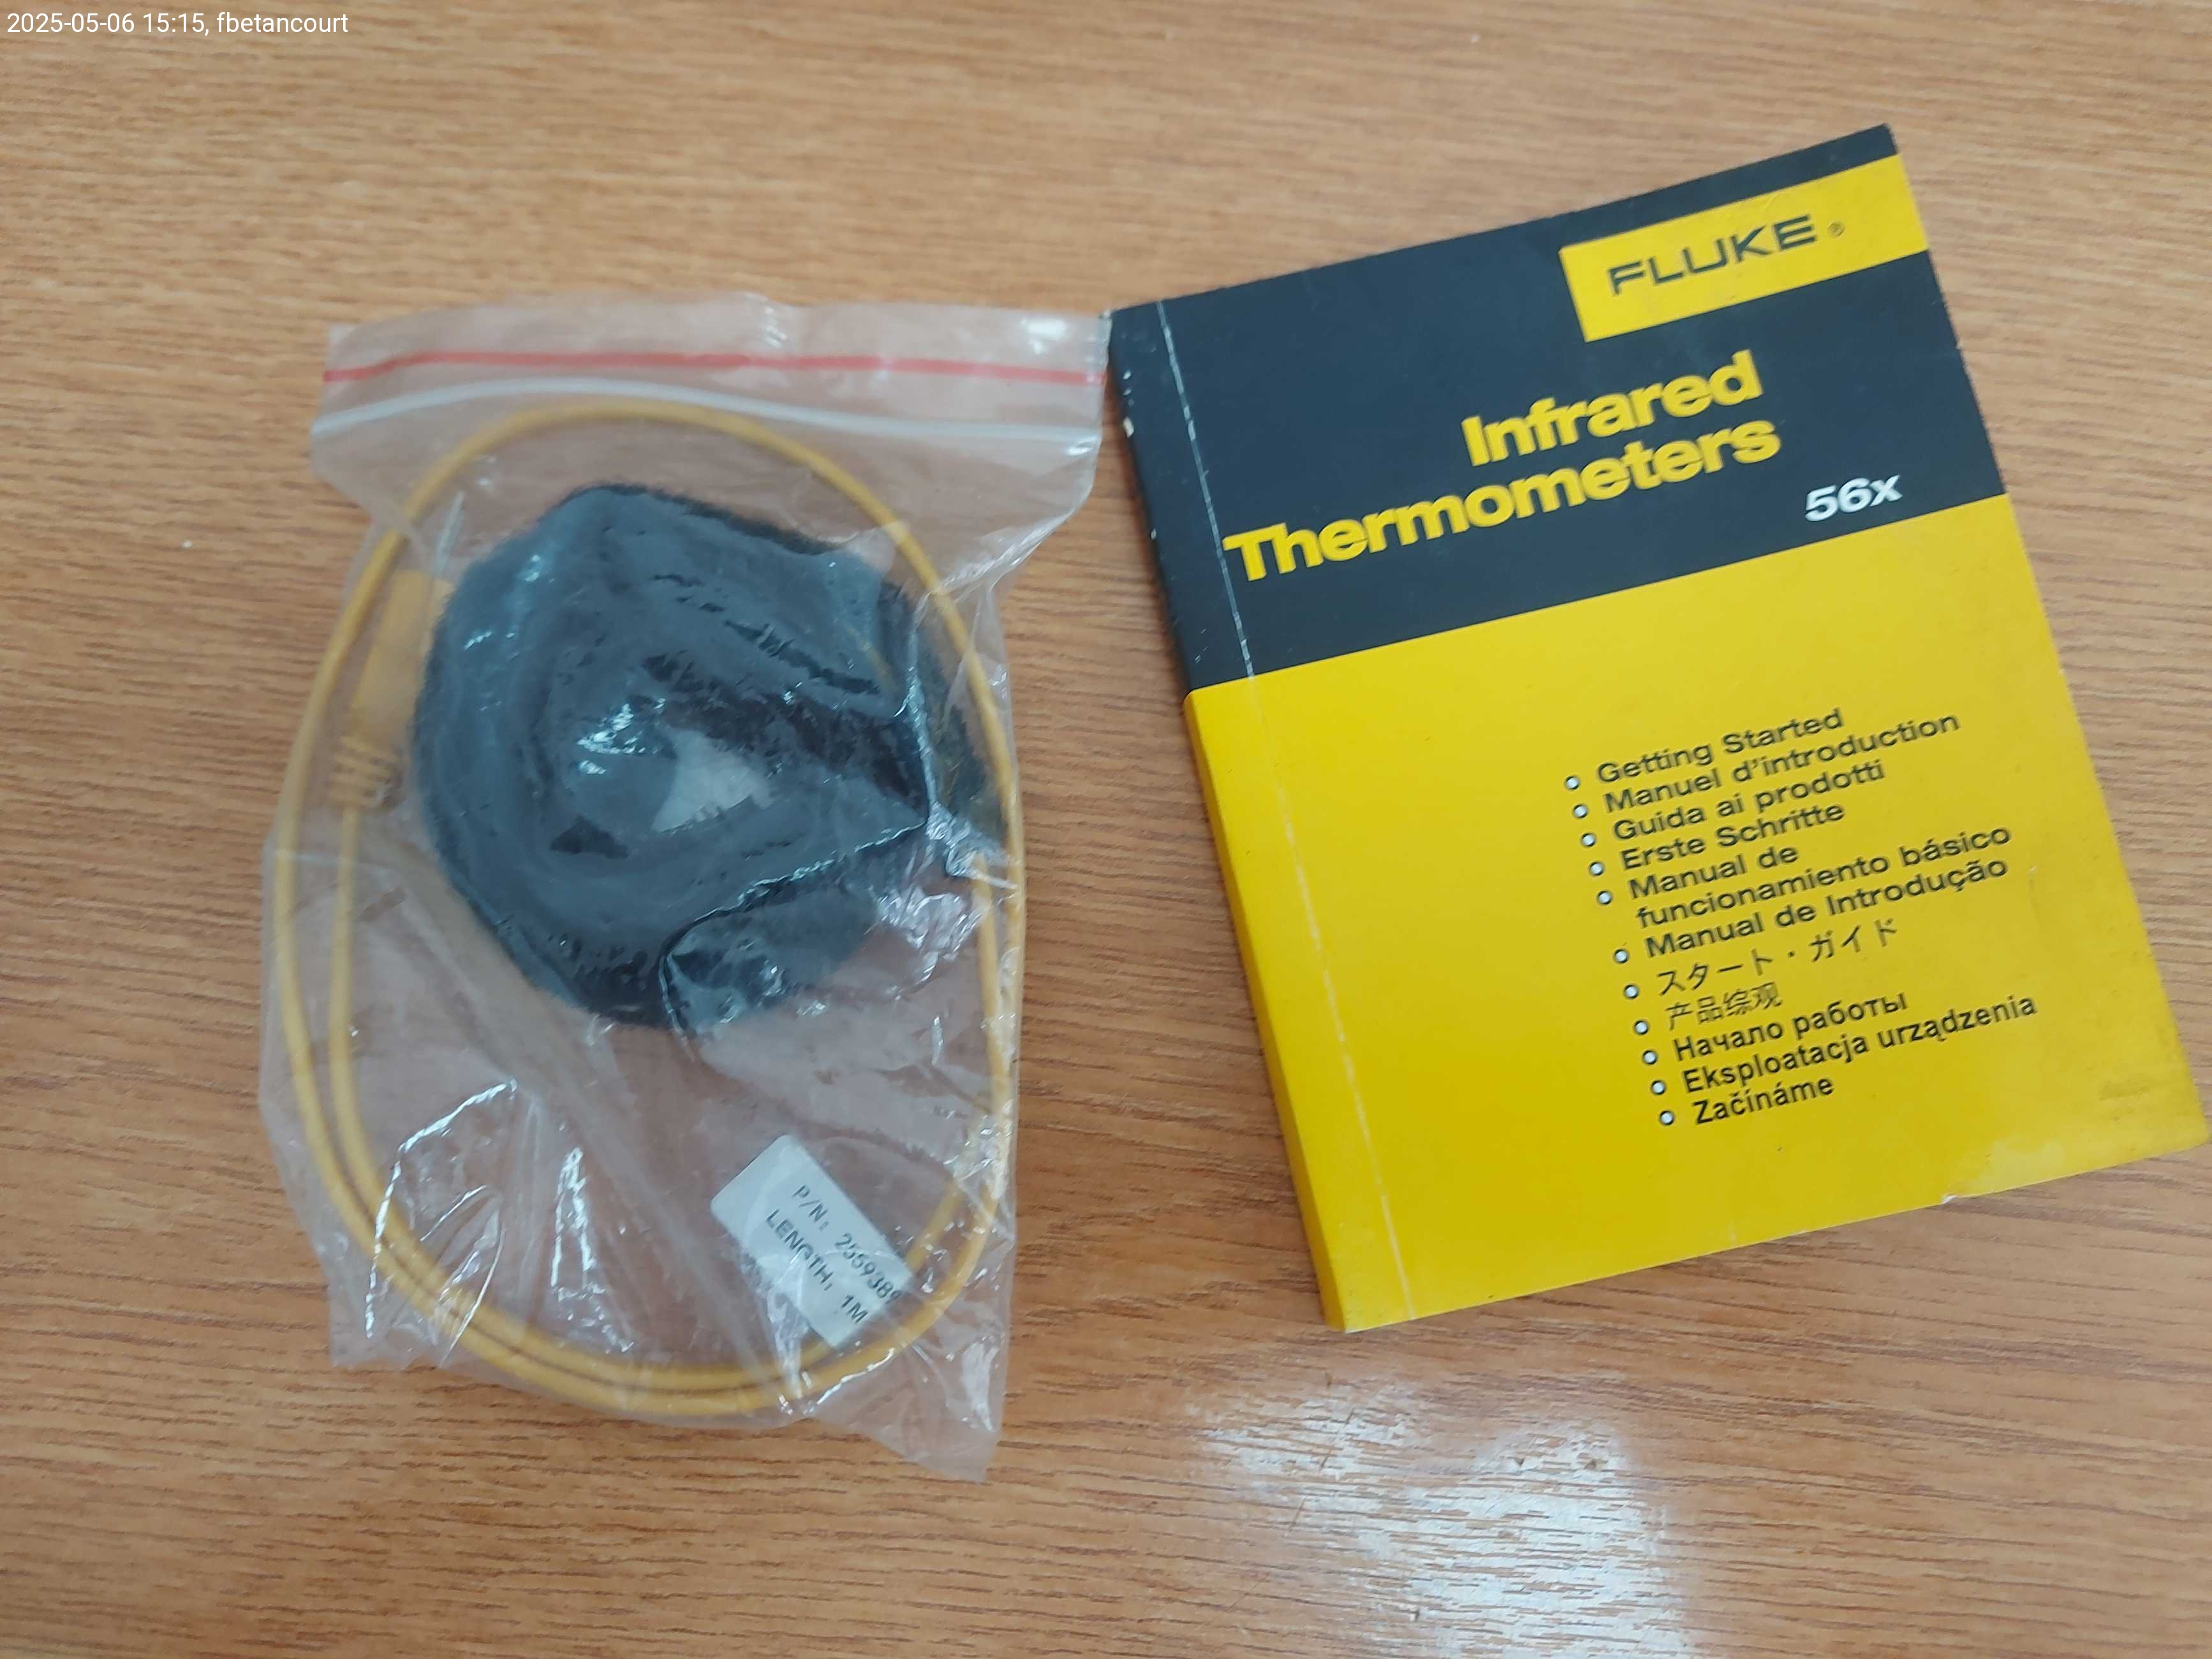 2025-05-06 15:15, fbetancourt
FLUKE®
Infrared
Thermometers
56x
Getting Started
Manuel d'introduction
Guida ai prodotti
Erste Schritte
Manual de
funcionamiento básico
Manual de Introdução
スタート・ガイド
产品综观
Начало работы
Eksploatacja urządzenia
Začínáme
P/N:
LENGTH: 1M